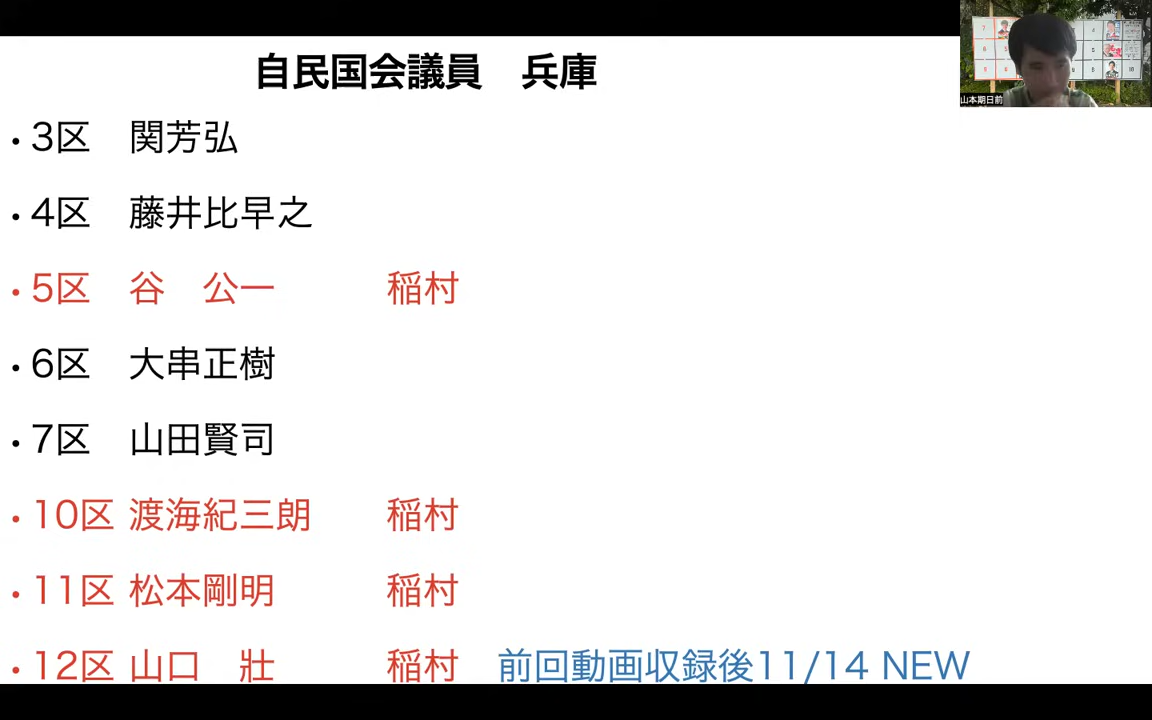 自民国会議員　兵庫
・3区　関芳弘
・4区　藤井比早之
・5区　谷　公一　　　稲村
・6区　大串正樹
・7区　山田賢司
・10区 渡海紀三朗　　稲村
・11区 松本剛明　　　稲村
・12区 山口　壯　　　稲村　前回動画収録後11/14 NEW
山本期日前